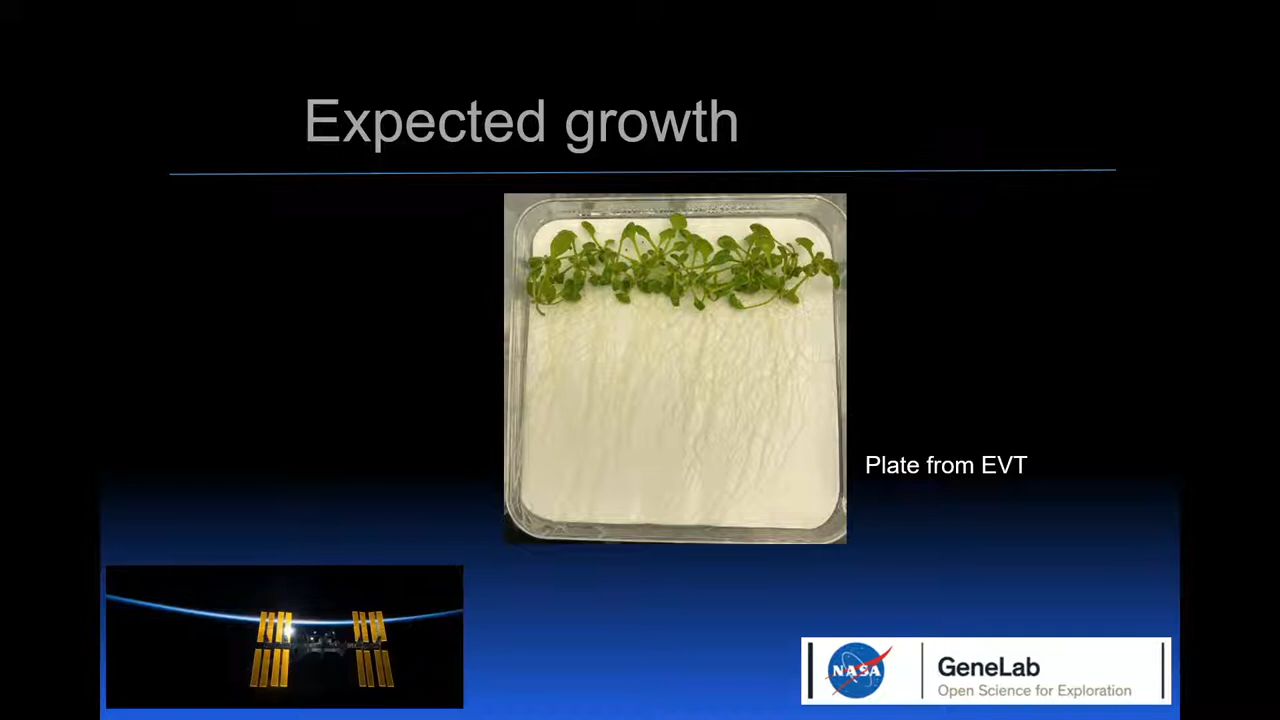 Expected growth
Plate from EVT
NASA
GeneLab
Open Science for Exploration